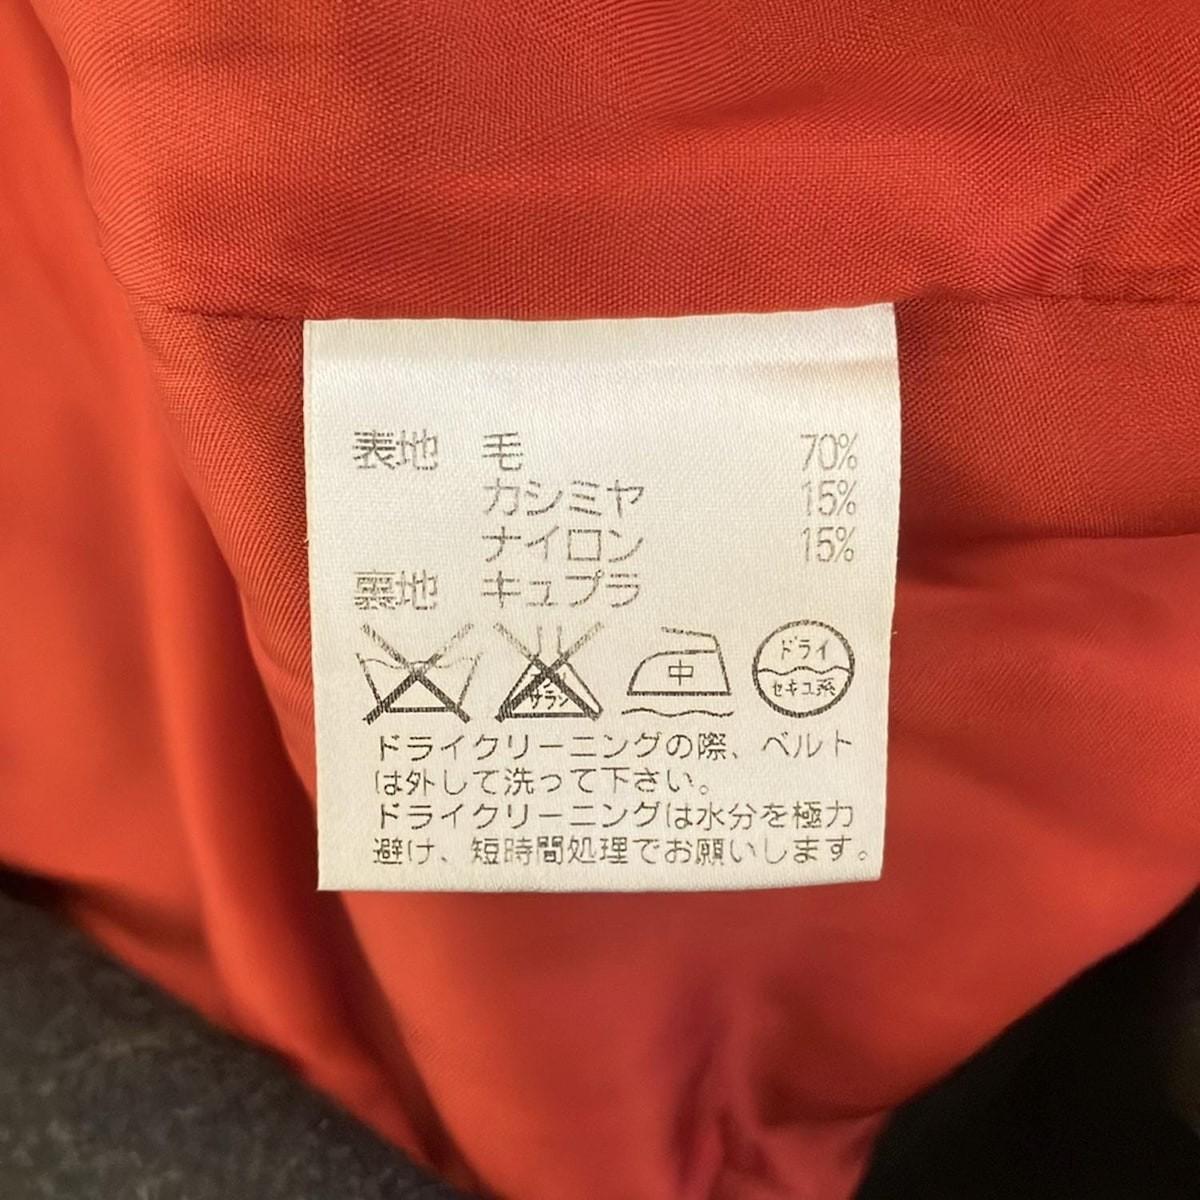 表地 毛 70%
カシミヤ 15%
ナイロン 15%
裏地 キュプラ
サラシ 中 ドライ
セキユ系
ドライクリーニングの際、ベルト
は外して洗って下さい。
ドライクリーニングは水分を極力
避け、短時間処理でお願いします。